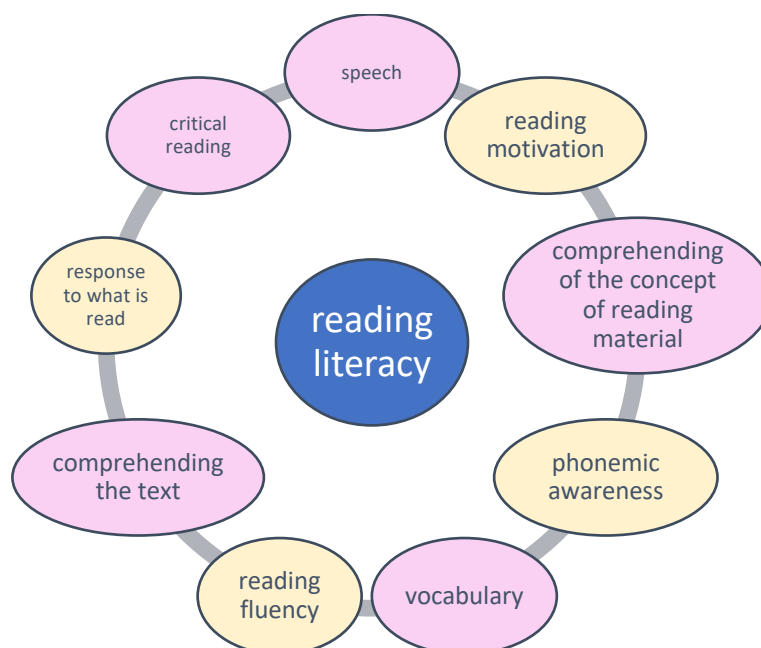 speech
reading
motivation
comprehending
of the concept
of reading
material
phonemic
awareness
vocabulary
reading
fluency
comprehending
the text
response
to what is
read
critical
reading
reading
literacy